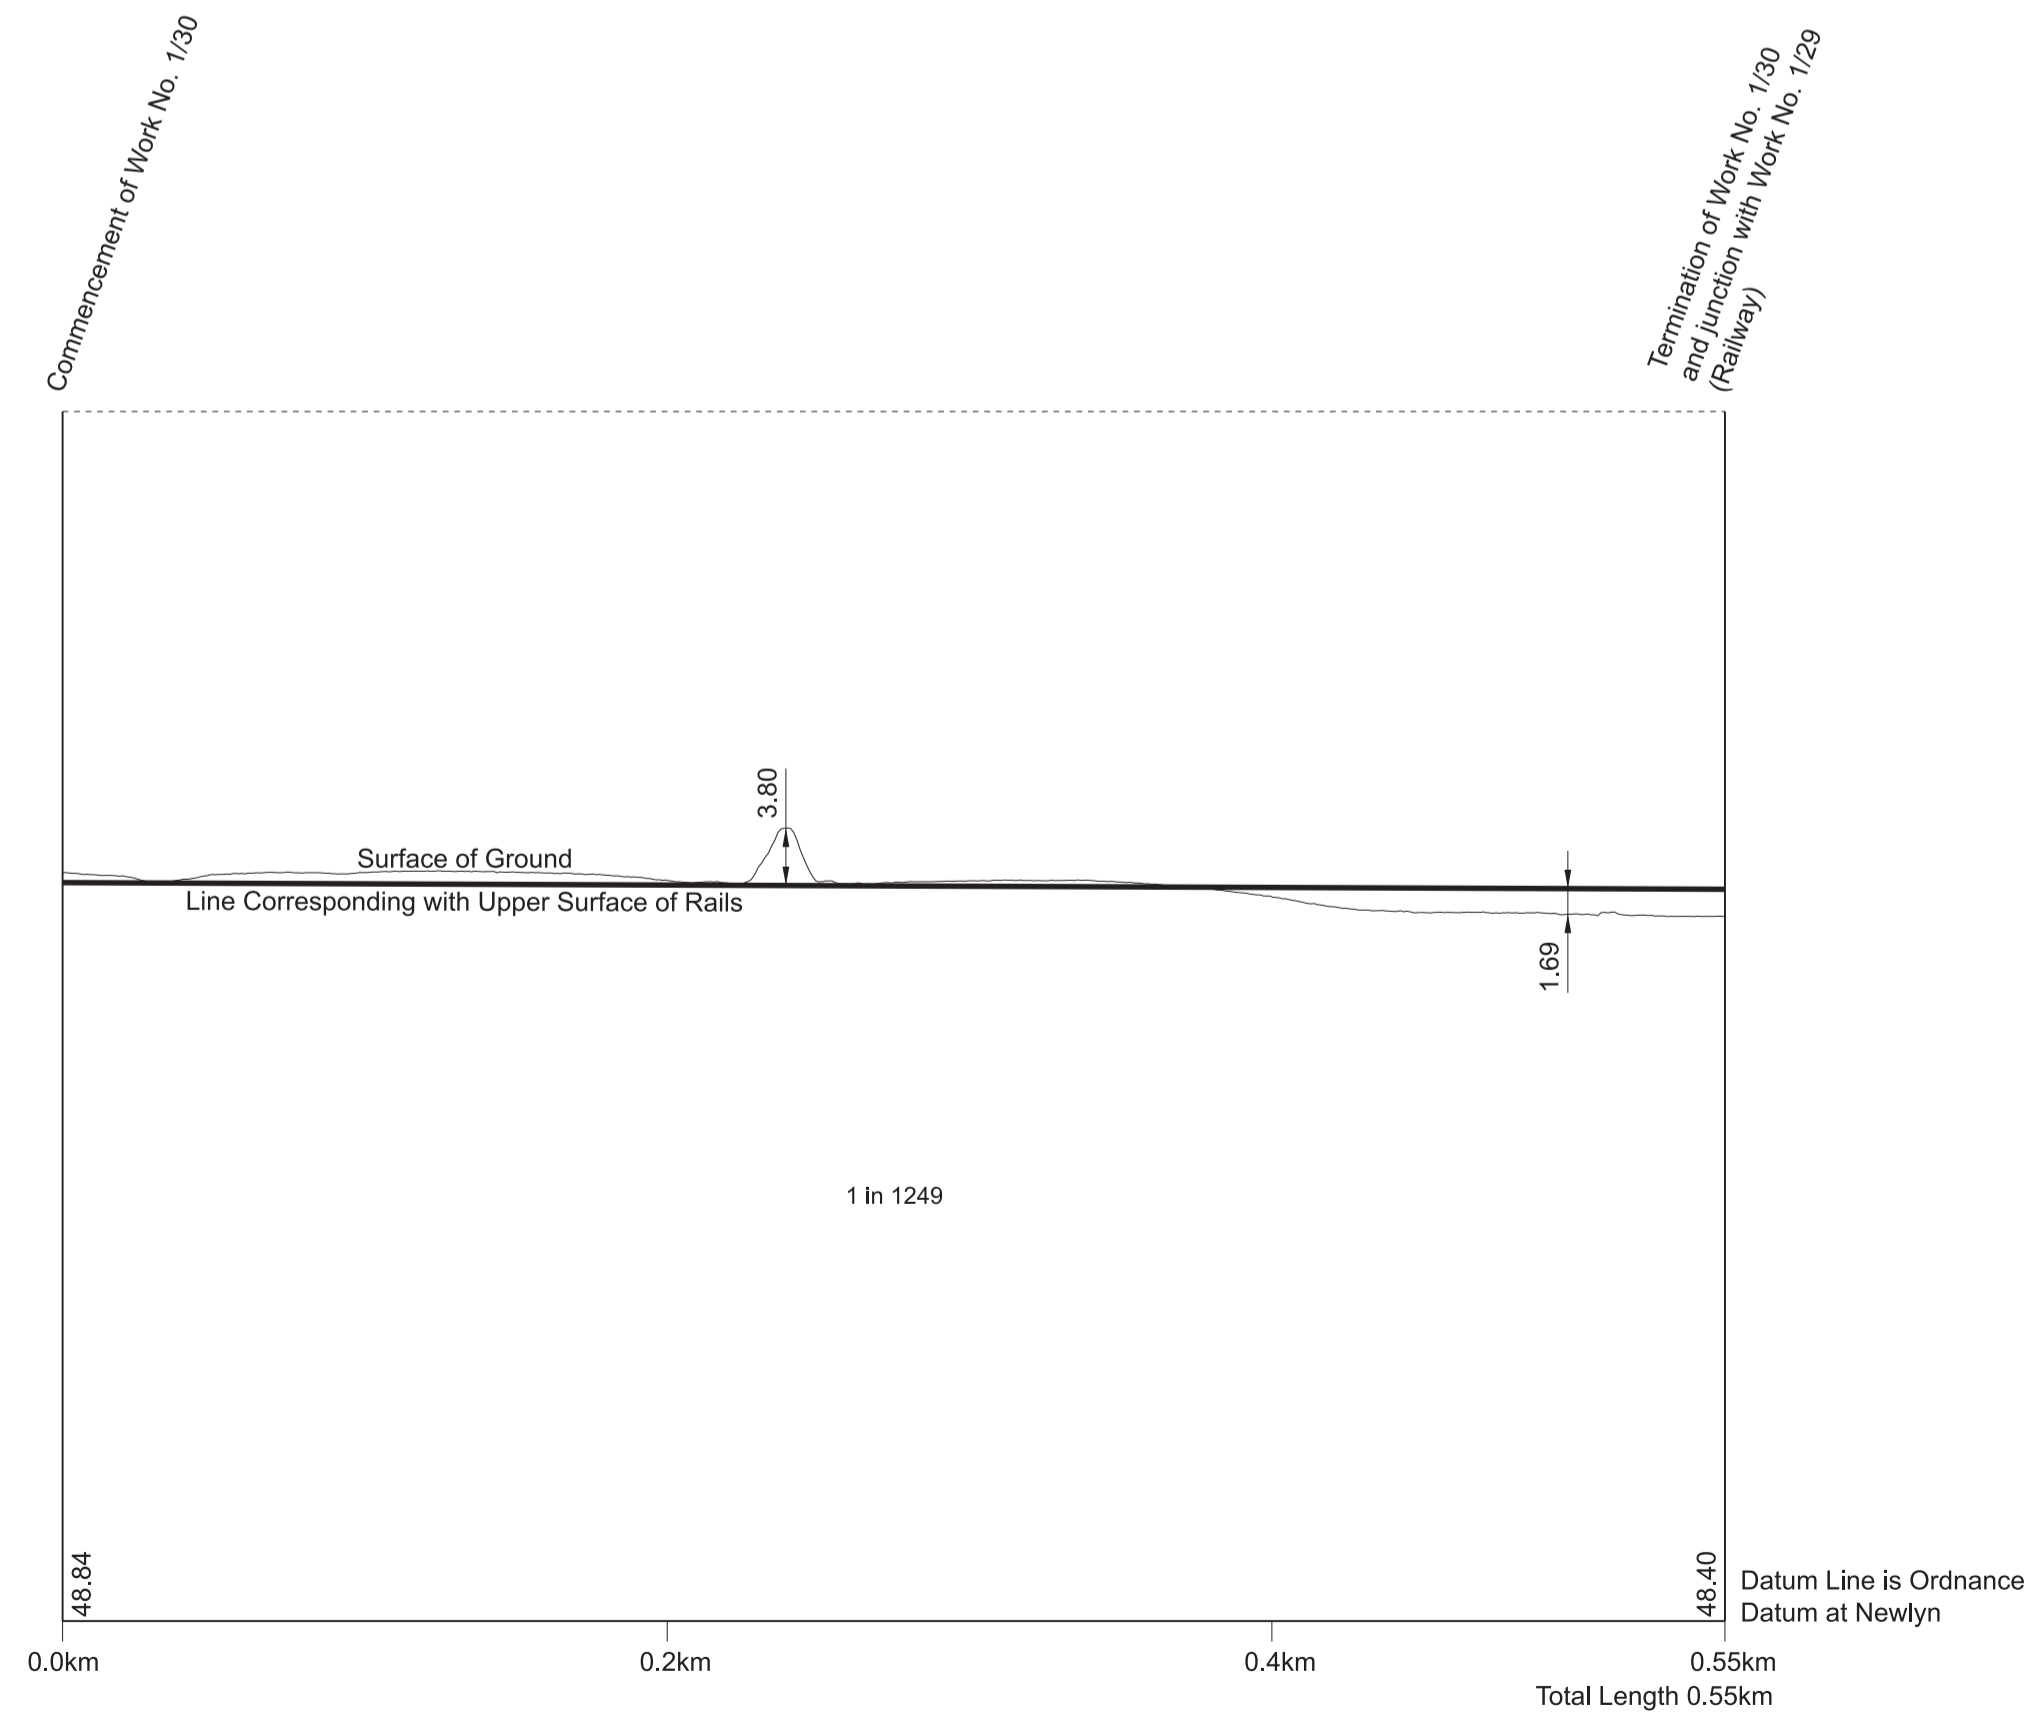 Commencement of Work No. 1/30
Termination of Work No. 1/30
and junction with Work No. 1/29
(Railway)
3.80
Surface of Ground
Line Corresponding with Upper Surface of Rails
1.69
1 in 1249
48.84
48.40
Datum Line is Ordnance
Datum at Newlyn
0.0km
0.2km
0.4km
0.55km
Total Length 0.55km